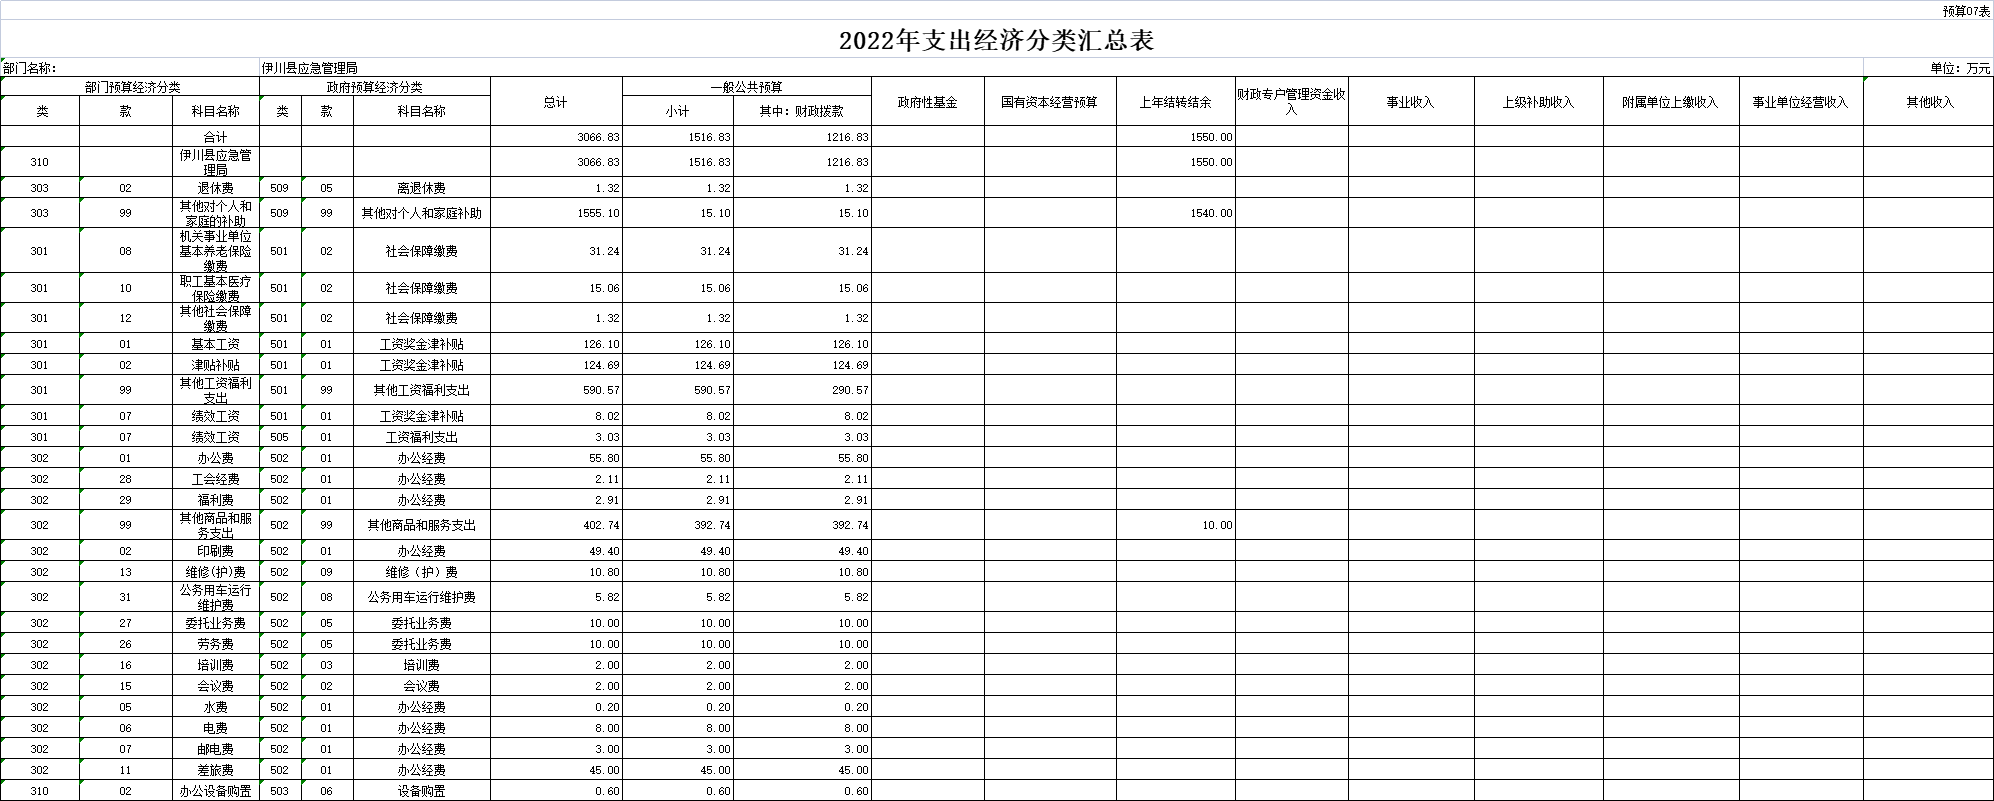 预算07表
2022年支出经济分类汇总表
部门名称: 伊川县应急管理局 单位：万元
部门预算经济分类 政府预算经济分类 总计 一般公共预算 政府性基金 国有资本经营预算 上年结转结余 财政专户管理资金收入 事业收入 上级补助收入 附属单位上缴收入 事业单位经营收入 其他收入
类 款 科目名称 类 款 科目名称 小计 其中：财政拨款
合计 3066.83 1516.83 1216.83 1550.00
310 伊川县应急管理局 3066.83 1516.83 1216.83 1550.00
303 02 退休费 509 05 离退休费 1.32 1.32 1.32
303 99 其他对个人和家庭的补助 509 99 其他对个人和家庭补助 1555.10 15.10 15.10 1540.00
301 08 机关事业单位基本养老保险缴费 501 02 社会保障缴费 31.24 31.24 31.24
301 10 职工基本医疗保险缴费 501 02 社会保障缴费 15.06 15.06 15.06
301 12 其他社会保障缴费 501 02 社会保障缴费 1.32 1.32 1.32
301 01 基本工资 501 01 工资奖金津补贴 126.10 126.10 126.10
301 02 津贴补贴 501 01 工资奖金津补贴 124.69 124.69 124.69
301 99 其他工资福利支出 501 99 其他工资福利支出 590.57 590.57 290.57
301 07 绩效工资 501 01 工资奖金津补贴 8.02 8.02 8.02
301 07 绩效工资 505 01 工资福利支出 3.03 3.03 3.03
302 01 办公费 502 01 办公经费 55.80 55.80 55.80
302 28 工会经费 502 01 办公经费 2.11 2.11 2.11
302 29 福利费 502 01 办公经费 2.91 2.91 2.91
302 99 其他商品和服务支出 502 99 其他商品和服务支出 402.74 392.74 392.74 10.00
302 02 印刷费 502 01 办公经费 49.40 49.40 49.40
302 13 维修(护)费 502 09 维修（护）费 10.80 10.80 10.80
302 31 公务用车运行维护费 502 08 公务用车运行维护费 5.82 5.82 5.82
302 27 委托业务费 502 05 委托业务费 10.00 10.00 10.00
302 26 劳务费 502 05 委托业务费 10.00 10.00 10.00
302 16 培训费 502 03 培训费 2.00 2.00 2.00
302 15 会议费 502 02 会议费 2.00 2.00 2.00
302 05 水费 502 01 办公经费 0.20 0.20 0.20
302 06 电费 502 01 办公经费 8.00 8.00 8.00
302 07 邮电费 502 01 办公经费 3.00 3.00 3.00
302 11 差旅费 502 01 办公经费 45.00 45.00 45.00
310 02 办公设备购置 503 06 设备购置 0.60 0.60 0.60